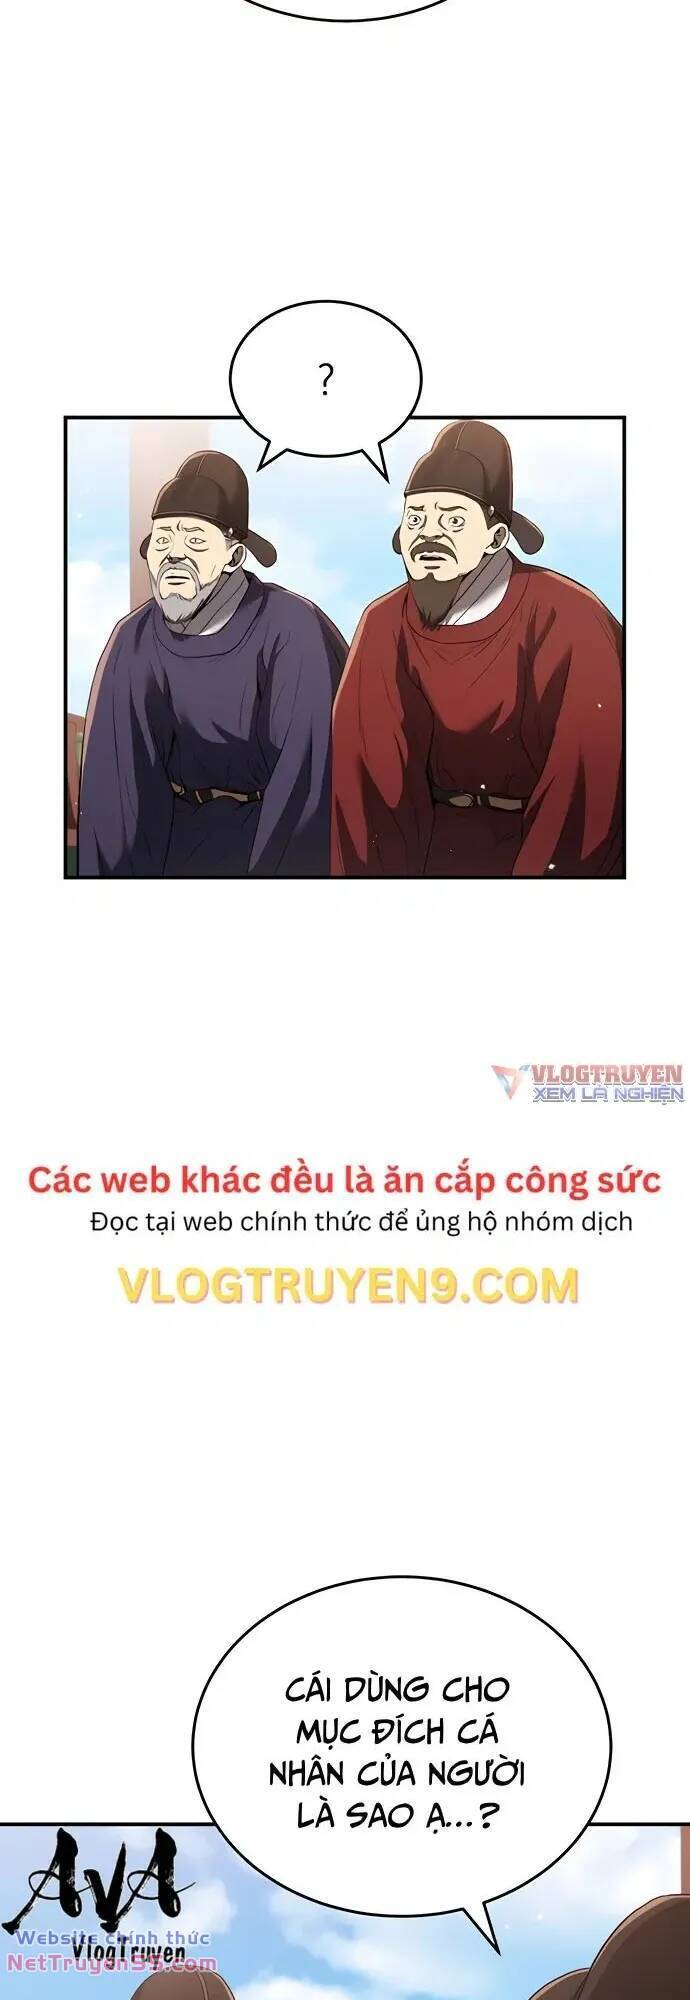 ?
VLOGTRUYEN
XEM LÀ NGHIỆN
Các web khác đều là ăn cắp công sức
Đọc tại web chính thức để ủng hộ nhóm dịch
VLOGTRUYEN9.COM
CÁI DÙNG CHO
MỤC ĐÍCH CÁ
NHÂN CỦA NGƯỜI
LÀ SAO Ạ...?
AVA
Website chính thức
VlogTruyen
NetTruyen59.com